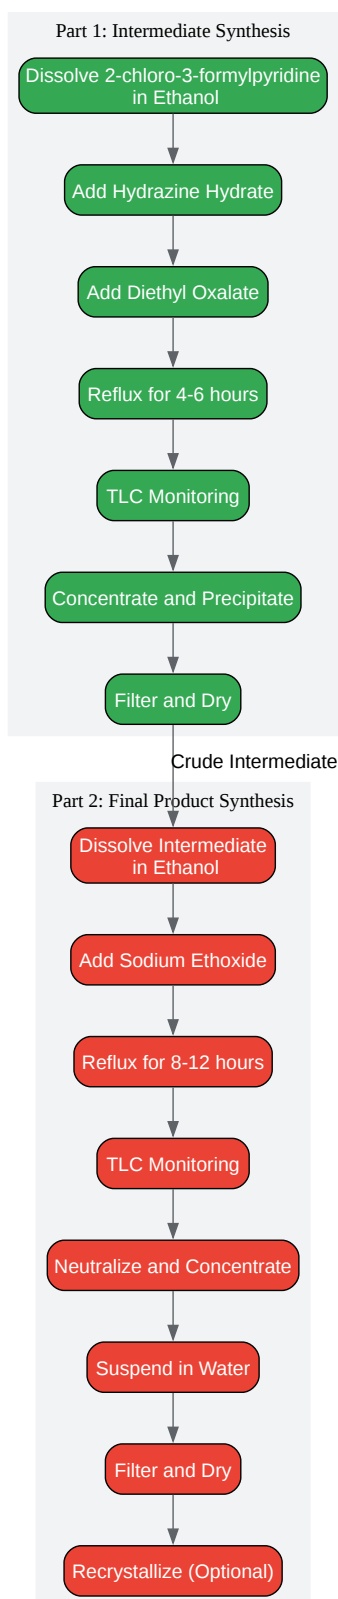 Part 1: Intermediate Synthesis
Dissolve 2-chloro-3-formylpyridine
in Ethanol
Add Hydrazine Hydrate
Add Diethyl Oxalate
Reflux for 4-6 hours
TLC Monitoring
Concentrate and Precipitate
Filter and Dry
Crude Intermediate
Part 2: Final Product Synthesis
Dissolve Intermediate
in Ethanol
Add Sodium Ethoxide
Reflux for 8-12 hours
TLC Monitoring
Neutralize and Concentrate
Suspend in Water
Filter and Dry
Recrystallize (Optional)